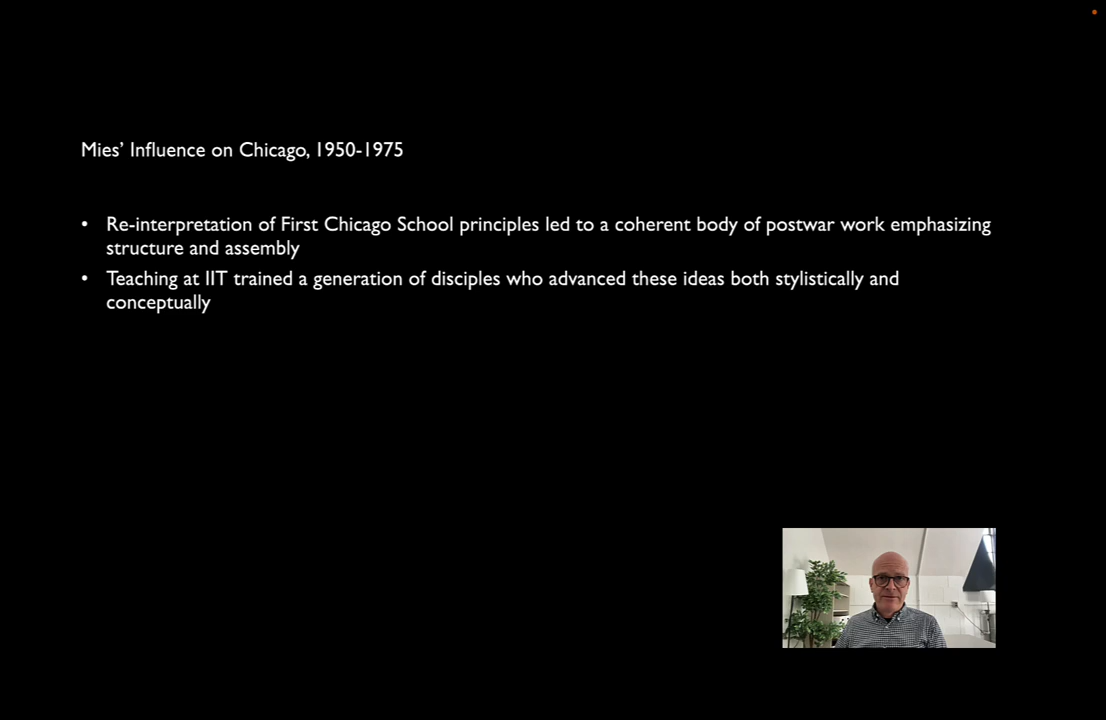 Mies’ Influence on Chicago, 1950-1975
• Re-interpretation of First Chicago School principles led to a coherent body of postwar work emphasizing
structure and assembly
• Teaching at IIT trained a generation of disciples who advanced these ideas both stylistically and
conceptually